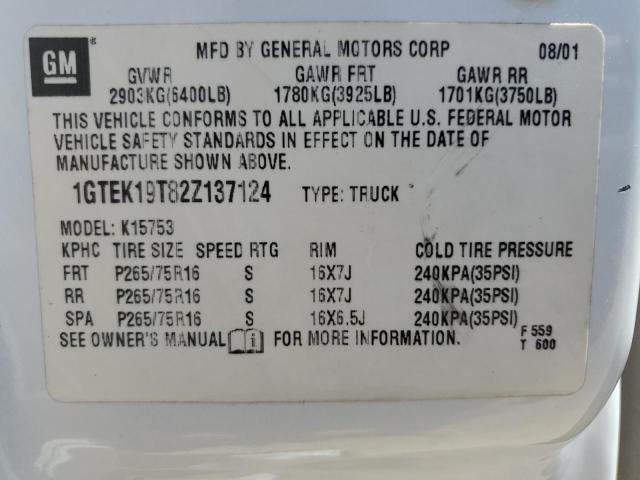 GM ®
MFD BY GENERAL MOTORS CORP 08/01
GVWR GAWR FRT GAWR RR
2903KG(6400LB) 1780KG(3925LB) 1701KG(3750LB)
THIS VEHICLE CONFORMS TO ALL APPLICABLE U.S. FEDERAL MOTOR
VEHICLE SAFETY STANDARDS IN EFFECT ON THE DATE OF
MANUFACTURE SHOWN ABOVE.
1GTEK19T82Z137124 TYPE: TRUCK
MODEL: K15753
KPHC TIRE SIZE SPEED RTG RIM COLD TIRE PRESSURE
FRT P265/75R16 S 16X7J 240KPA(35PSI)
RR P265/75R16 S 16X7J 240KPA(35PSI)
SPA P265/75R16 S 16X6.5J 240KPA(35PSI)
SEE OWNER'S MANUAL i FOR MORE INFORMATION. F 559
T 600